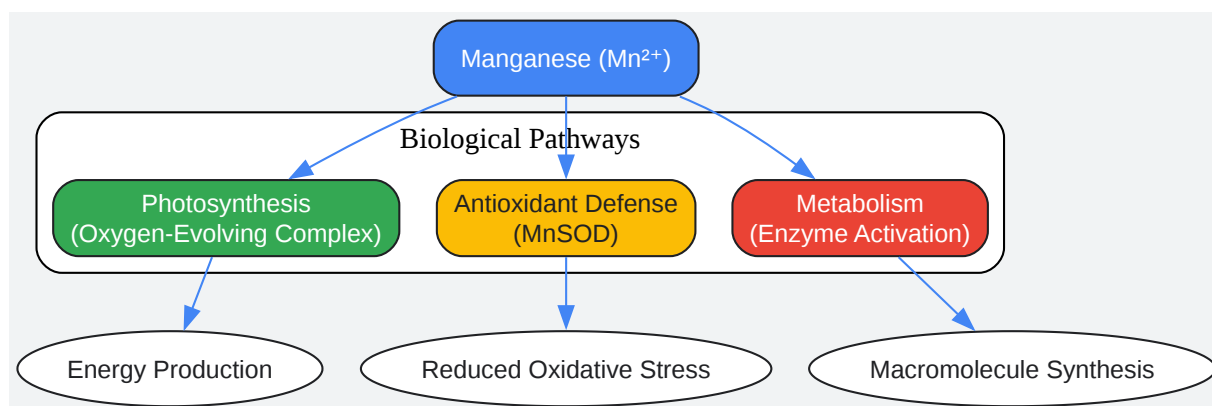 Manganese (Mn²⁺)
Biological Pathways
Photosynthesis
(Oxygen-Evolving Complex)
Antioxidant Defense
(MnSOD)
Metabolism
(Enzyme Activation)
Energy Production
Reduced Oxidative Stress
Macromolecule Synthesis